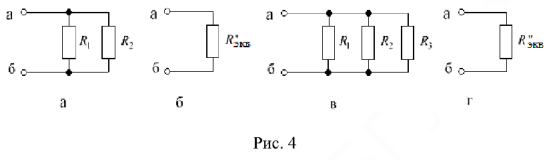 а R1 R2 б
а R"экв б
а R1 R2 R3 б
а R"экв б
а б в г
Рис. 4